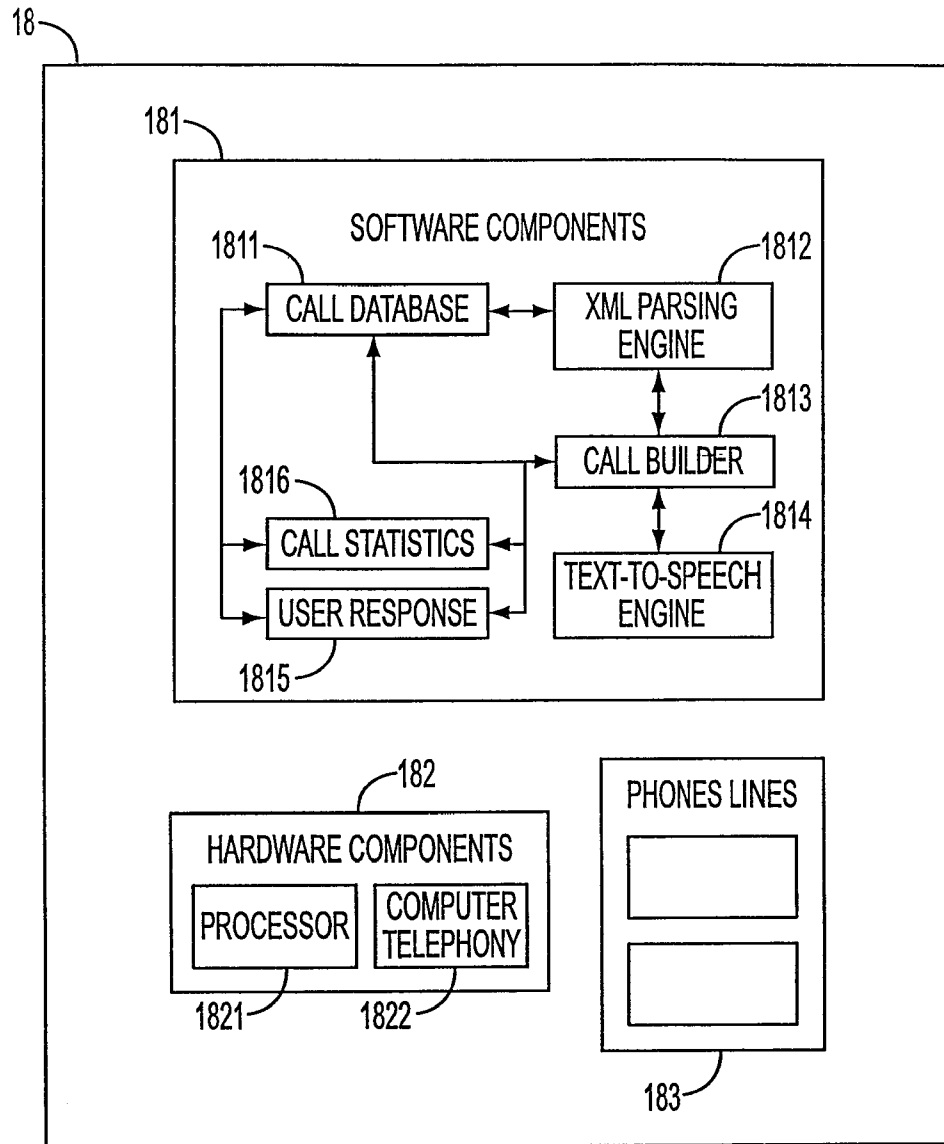 18
181
SOFTWARE COMPONENTS
1811
1812
CALL DATABASE
XML PARSING
ENGINE
1813
CALL BUILDER
1816
1814
CALL STATISTICS
TEXT-TO-SPEECH
ENGINE
USER RESPONSE
1815
182
PHONES LINES
HARDWARE COMPONENTS
PROCESSOR
COMPUTER
TELEPHONY
1821
1822
183